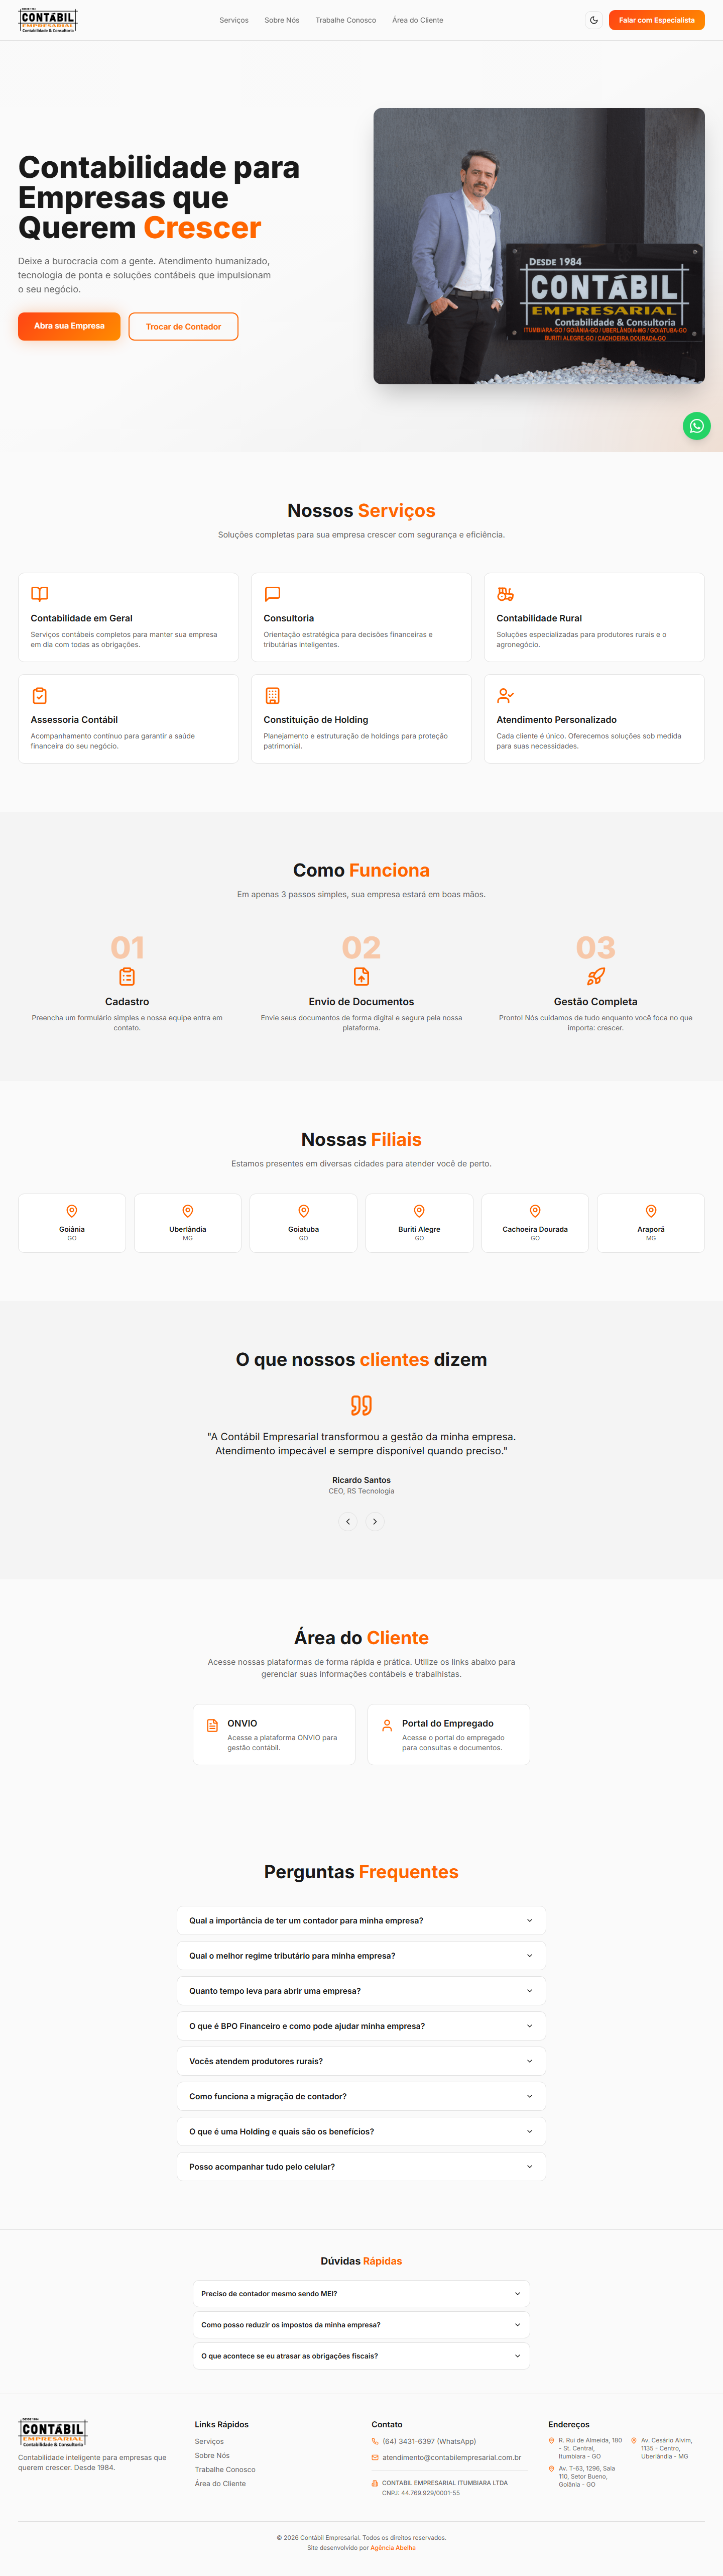 DESDE 1984
CONTÁBIL
EMPRESARIAL
Contabilidade & Consultoria
Serviços
Sobre Nós
Trabalhe Conosco
Área do Cliente
Falar com Especialista
Contabilidade para
Empresas que
Querem Crescer
Deixe a burocracia com a gente. Atendimento humanizado,
tecnologia de ponta e soluções contábeis que impulsionam
o seu negócio.
Abra sua Empresa
Trocar de Contador
DESDE 1984
CONTÁBIL
EMPRESARIAL
Contabilidade & Consultoria
ITUMBIARA-GO / GOIÂNIA-GO / UBERLÂNDIA-MG / GOIATUBA-GO
BURITI ALEGRE-GO / CACHOEIRA DOURADA-GO
Nossos Serviços
Soluções completas para sua empresa crescer com segurança e eficiência.
Contabilidade em Geral
Serviços contábeis completos para manter sua empresa
em dia com todas as obrigações.
Consultoria
Orientação estratégica para decisões financeiras e
tributárias inteligentes.
Contabilidade Rural
Soluções especializadas para produtores rurais e o
agronegócio.
Assessoria Contábil
Acompanhamento contínuo para garantir a saúde
financeira do seu negócio.
Constituição de Holding
Planejamento e estruturação de holdings para proteção
patrimonial.
Atendimento Personalizado
Cada cliente é único. Oferecemos soluções sob medida
para suas necessidades.
Como Funciona
Em apenas 3 passos simples, sua empresa estará em boas mãos.
01
Cadastro
Preencha um formulário simples e nossa equipe entra em
contato.
02
Envio de Documentos
Envie seus documentos de forma digital e segura pela nossa
plataforma.
03
Gestão Completa
Pronto! Nós cuidamos de tudo enquanto você foca no que
importa: crescer.
Nossas Filiais
Estamos presentes em diversas cidades para atender você de perto.
Goiânia
GO
Uberlândia
MG
Goiatuba
GO
Buriti Alegre
GO
Cachoeira Dourada
GO
Araporã
MG
O que nossos clientes dizem
"A Contábil Empresarial transformou a gestão da minha empresa.
Atendimento impecável e sempre disponível quando preciso."
Ricardo Santos
CEO, RS Tecnologia
Área do Cliente
Acesse nossas plataformas de forma rápida e prática. Utilize os links abaixo para
gerenciar suas informações contábeis e trabalhistas.
ONVIO
Acesse a plataforma ONVIO para
gestão contábil.
Portal do Empregado
Acesse o portal do empregado
para consultas e documentos.
Perguntas Frequentes
Qual a importância de ter um contador para minha empresa?
Qual o melhor regime tributário para minha empresa?
Quanto tempo leva para abrir uma empresa?
O que é BPO Financeiro e como pode ajudar minha empresa?
Vocês atendem produtores rurais?
Como funciona a migração de contador?
O que é uma Holding e quais são os benefícios?
Posso acompanhar tudo pelo celular?
Dúvidas Rápidas
Preciso de contador mesmo sendo MEI?
Como posso reduzir os impostos da minha empresa?
O que acontece se eu atrasar as obrigações fiscais?
DESDE 1984
CONTÁBIL
EMPRESARIAL
Contabilidade & Consultoria
Contabilidade inteligente para empresas que
querem crescer. Desde 1984.
Links Rápidos
Serviços
Sobre Nós
Trabalhe Conosco
Área do Cliente
Contato
(64) 3431-6397 (WhatsApp)
atendimento@contabilempresarial.com.br
CONTABIL EMPRESARIAL ITUMBIARA LTDA
CNPJ: 44.769.929/0001-55
Endereços
R. Rui de Almeida, 180
- St. Central,
Itumbiara - GO
Av. Cesário Alvim,
1135 - Centro,
Uberlândia - MG
Av. T-63, 1296, Sala
110, Setor Bueno,
Goiânia - GO
© 2026 Contábil Empresarial. Todos os direitos reservados.
Site desenvolvido por Agência Abelha